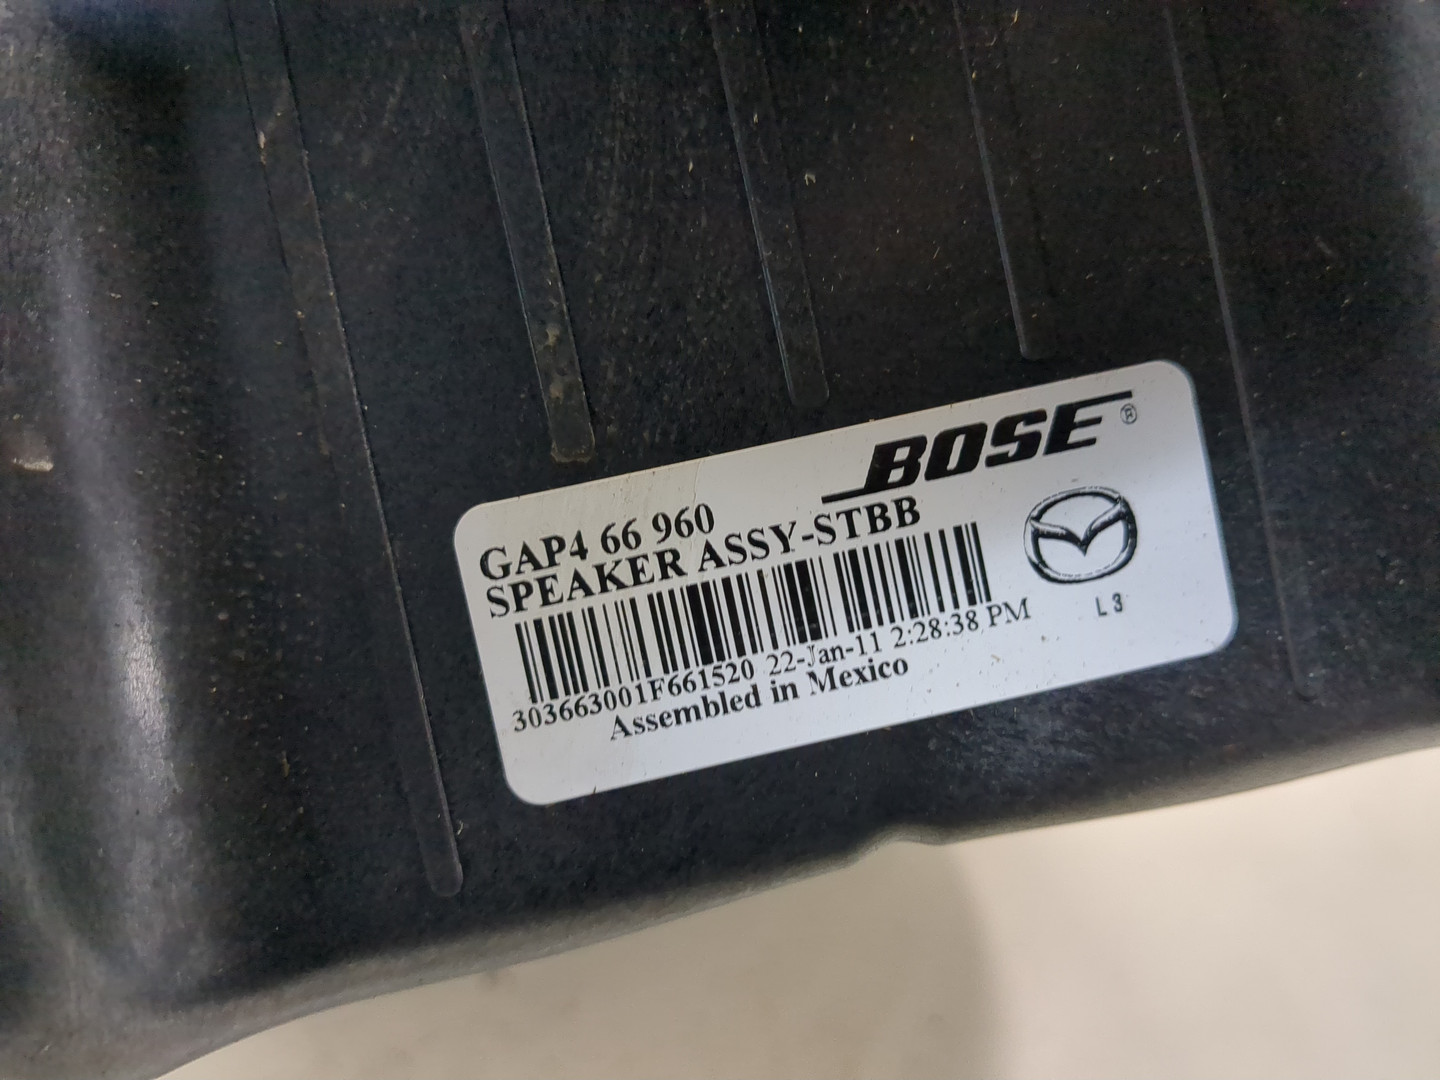 BOSE®
GAP4 66 960
SPEAKER ASSY-STBB
303663001F661520 22-Jan-11 2:28:38 PM
Assembled in Mexico
L3